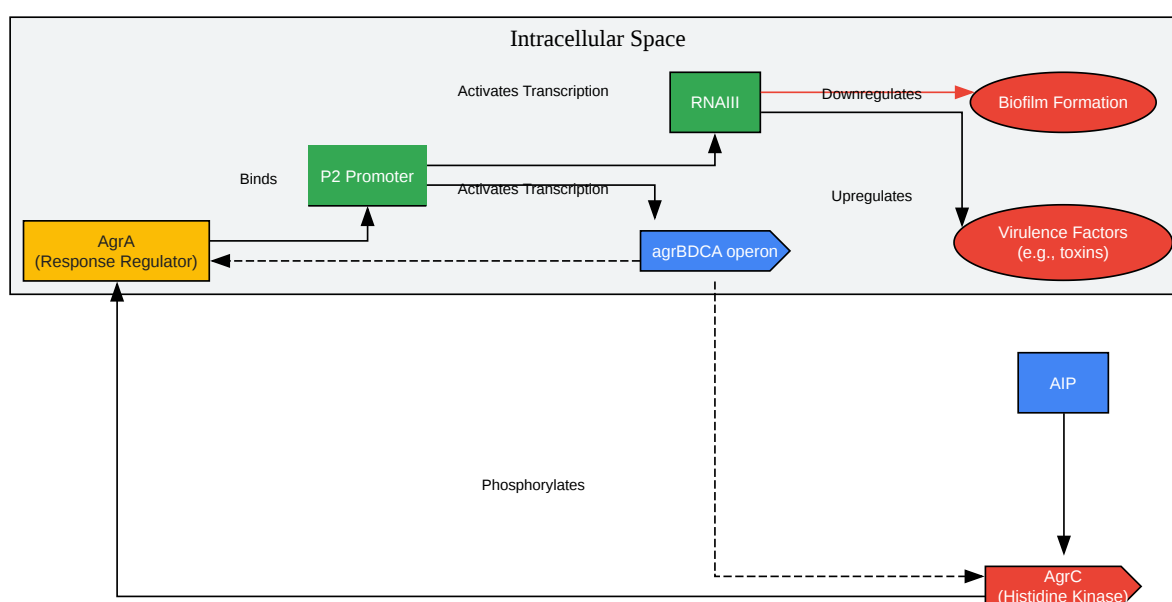 Intracellular Space
Activates Transcription
RNAIII
Downregulates
Biofilm Formation
Binds
P2 Promoter
Activates Transcription
Upregulates
AgrA
(Response Regulator)
agrBDCA operon
Virulence Factors
(e.g., toxins)
AIP
Phosphorylates
AgrC
(Histidine Kinase)